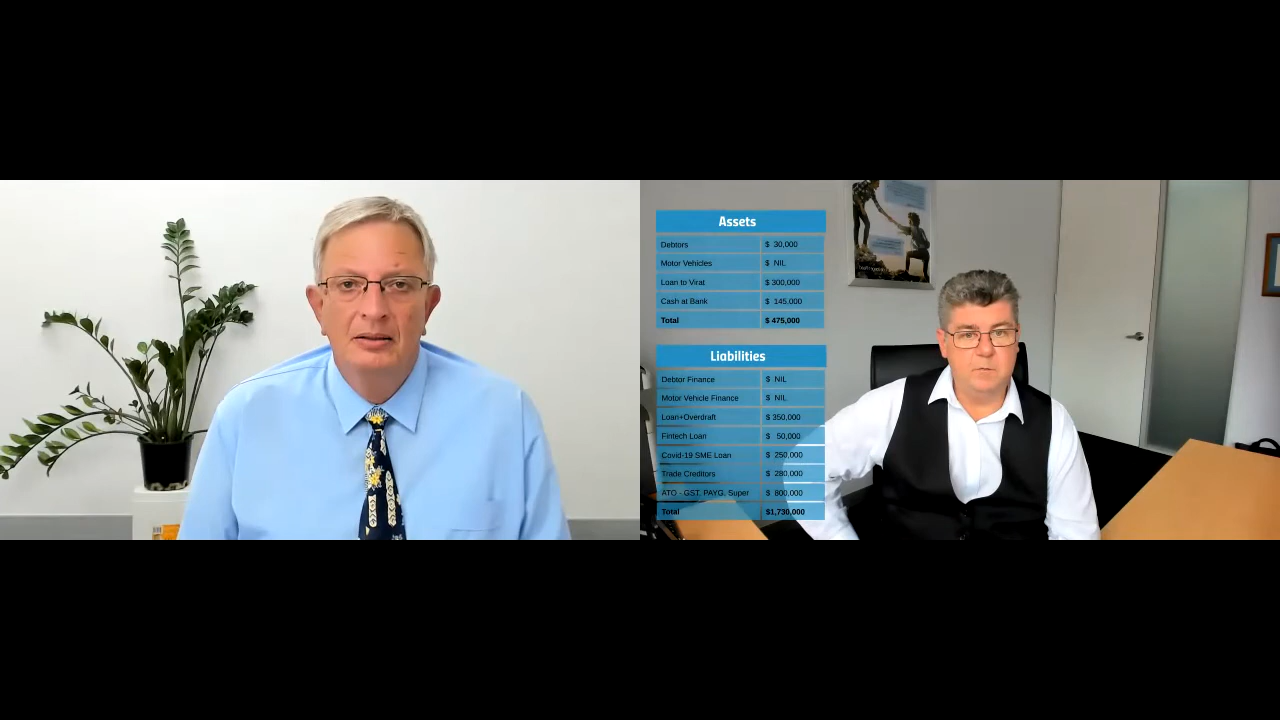 Assets
Debtors $ 30,000
Motor Vehicles $ NIL
Loan to Virat $ 300,000
Cash at Bank $ 145.000
Total $ 475,000
Liabilities
Debtor Finance $ NIL
Motor Vehicle Finance $ NIL
Loan+Overdraft $ 350,000
Fintech Loan $ 50,000
Covid-19 SME Loan $ 250,000
Trade Creditors $ 280,000
ATO - GST, PAYG, Super $ 800,000
Total $1,730,000